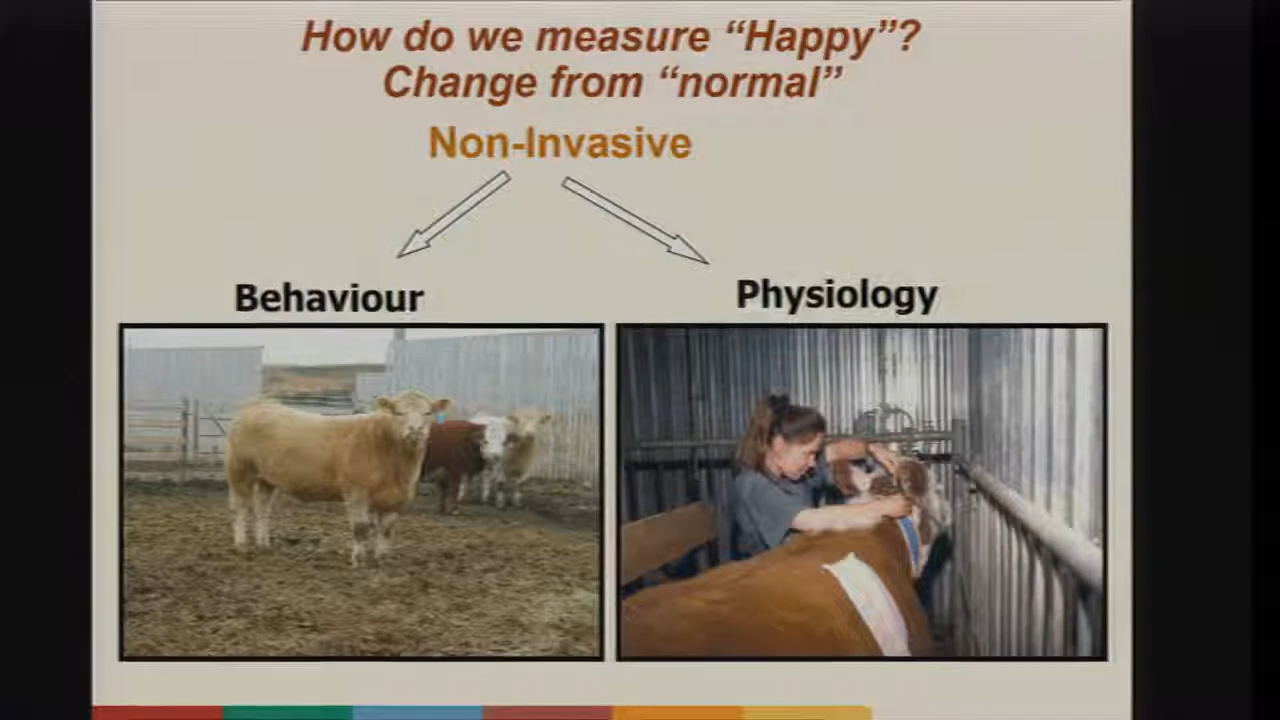 How do we measure “Happy”?
Change from “normal”
Non-Invasive
Behaviour
Physiology